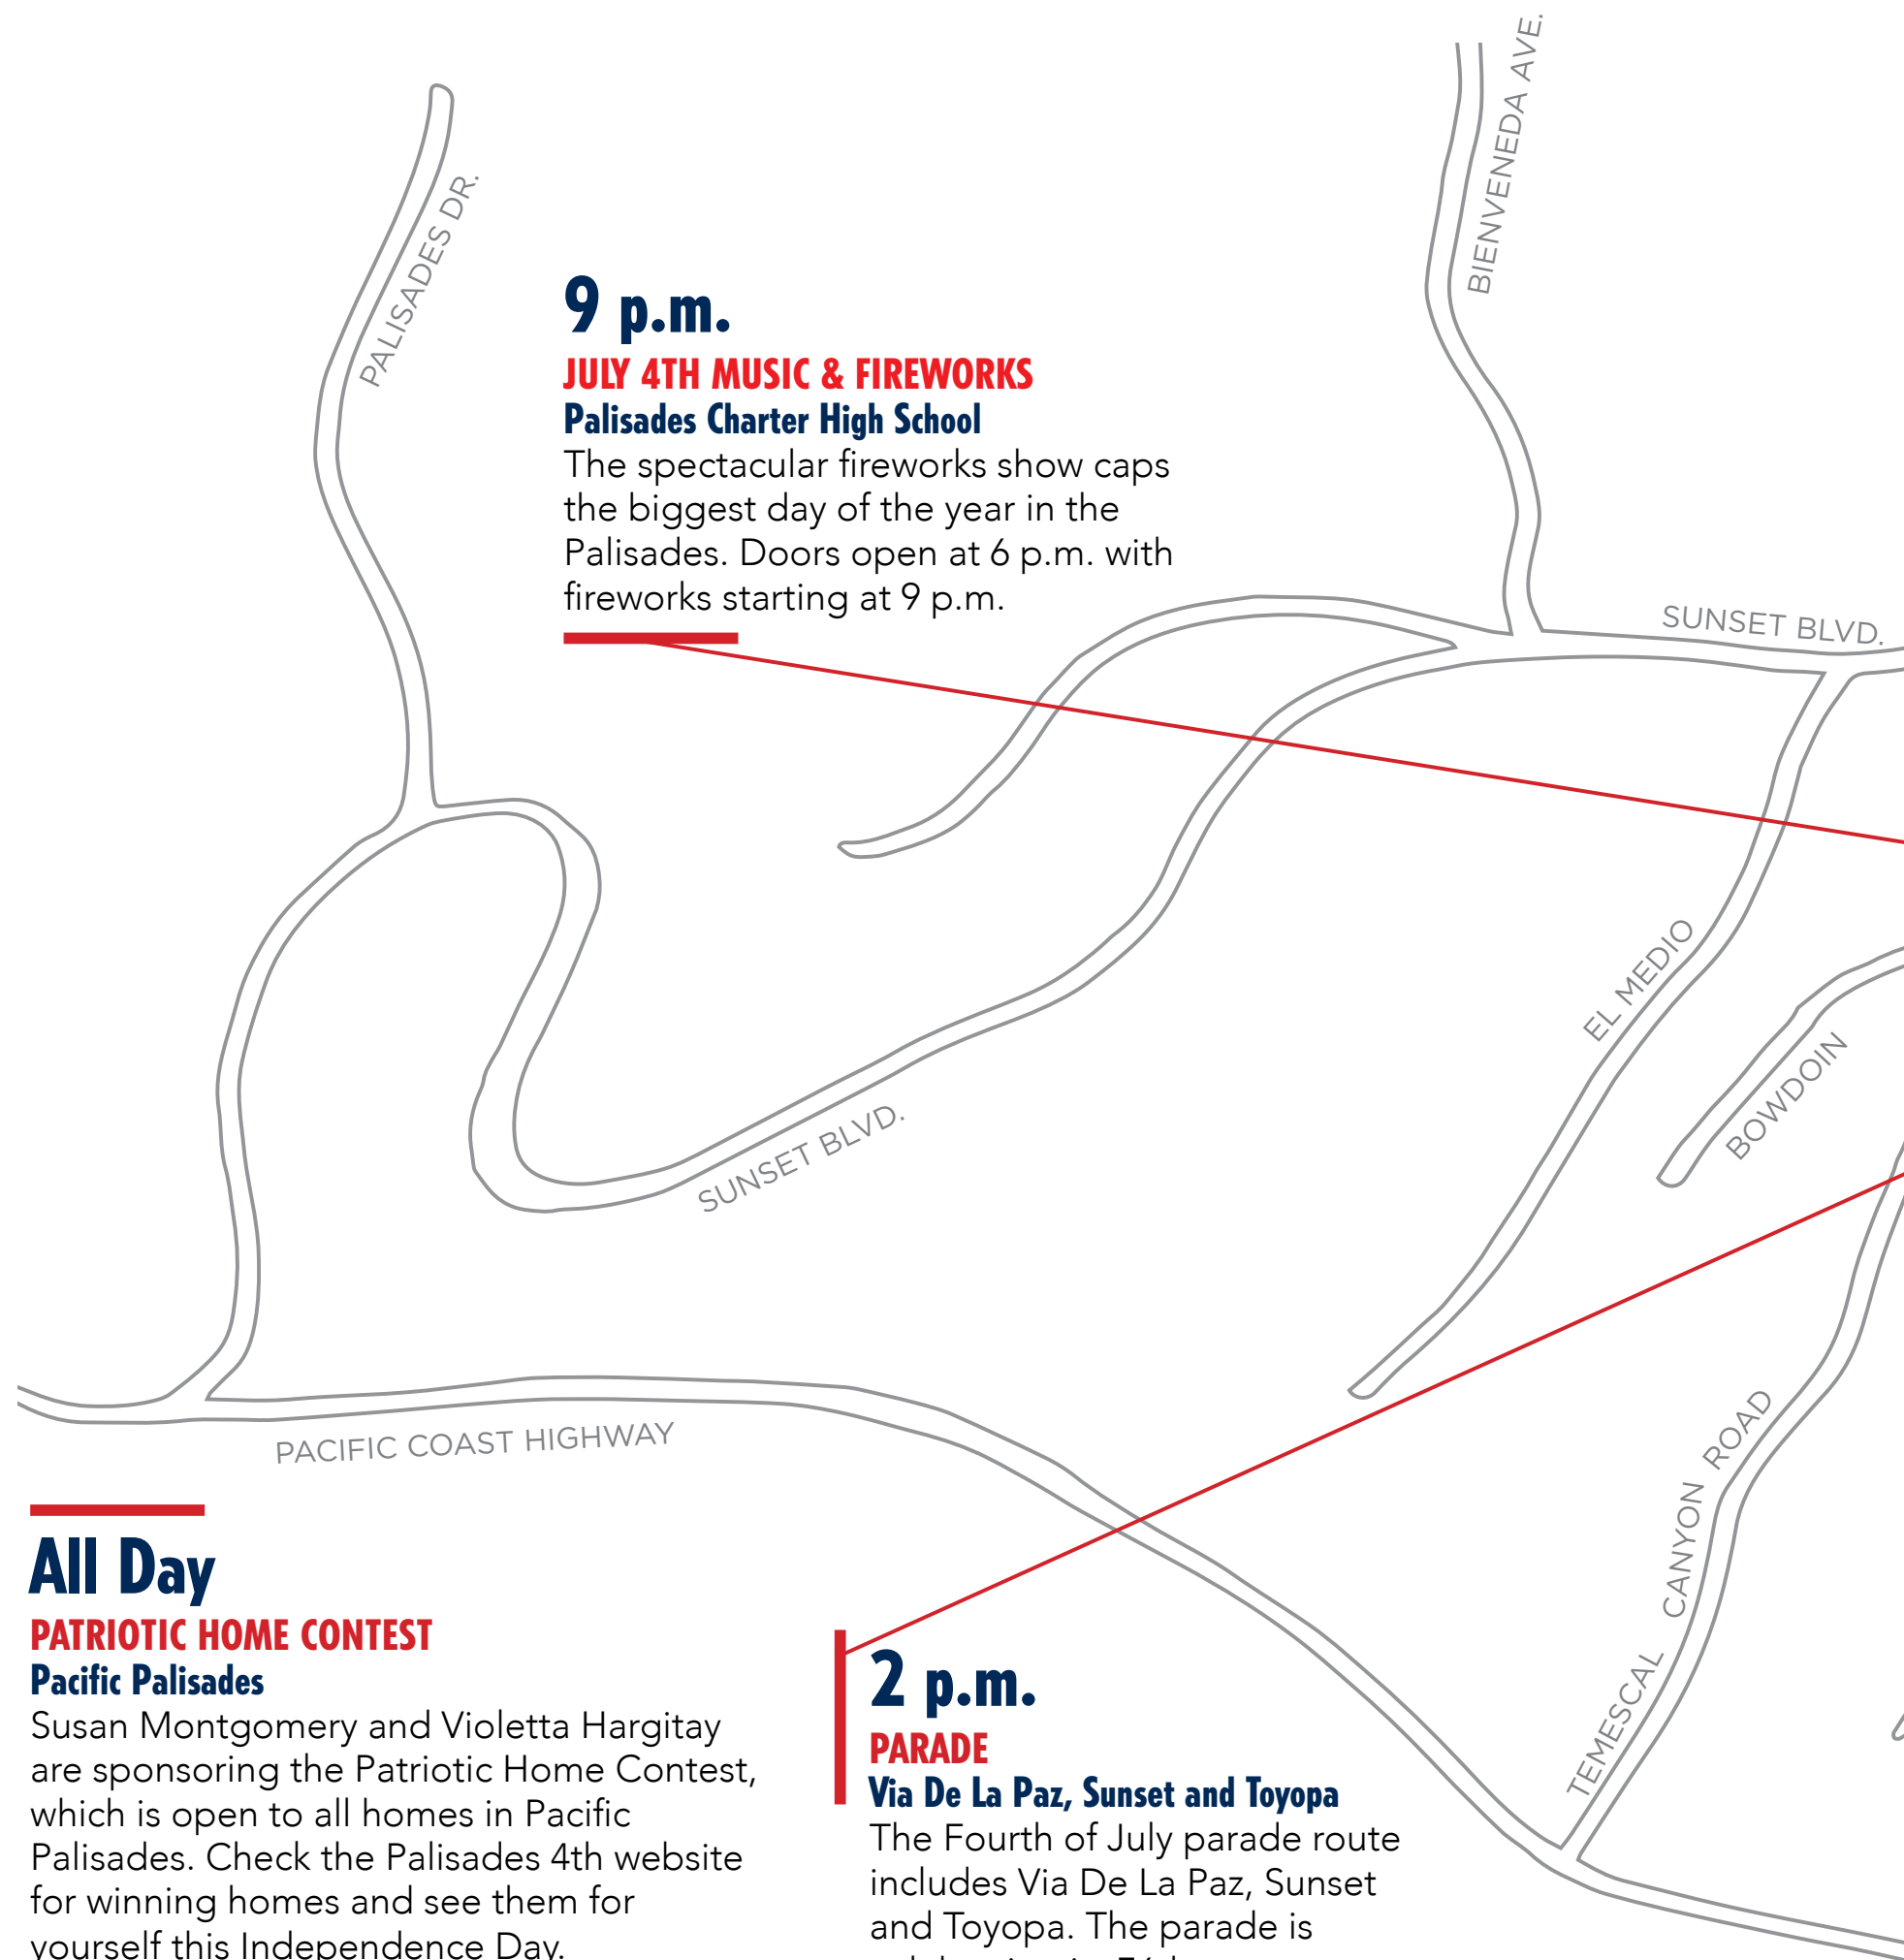 BIENVENEDA AVE.
PALISADES DR.
9 p.m.
JULY 4TH MUSIC & FIREWORKS
Palisades Charter High School
The spectacular fireworks show caps
the biggest day of the year in the
Palisades. Doors open at 6 p.m. with
fireworks starting at 9 p.m.
SUNSET BLVD.
EL MEDIO
BOWDOIN
SUNSET BLVD.
PACIFIC COAST HIGHWAY
TEMESCAL CANYON ROAD
All Day
PATRIOTIC HOME CONTEST
Pacific Palisades
Susan Montgomery and Violetta Hargitay
are sponsoring the Patriotic Home Contest,
which is open to all homes in Pacific
Palisades. Check the Palisades 4th website
for winning homes and see them for
yourself this Independence Day.
2 p.m.
PARADE
Via De La Paz, Sunset and Toyopa
The Fourth of July parade route
includes Via De La Paz, Sunset
and Toyopa. The parade is